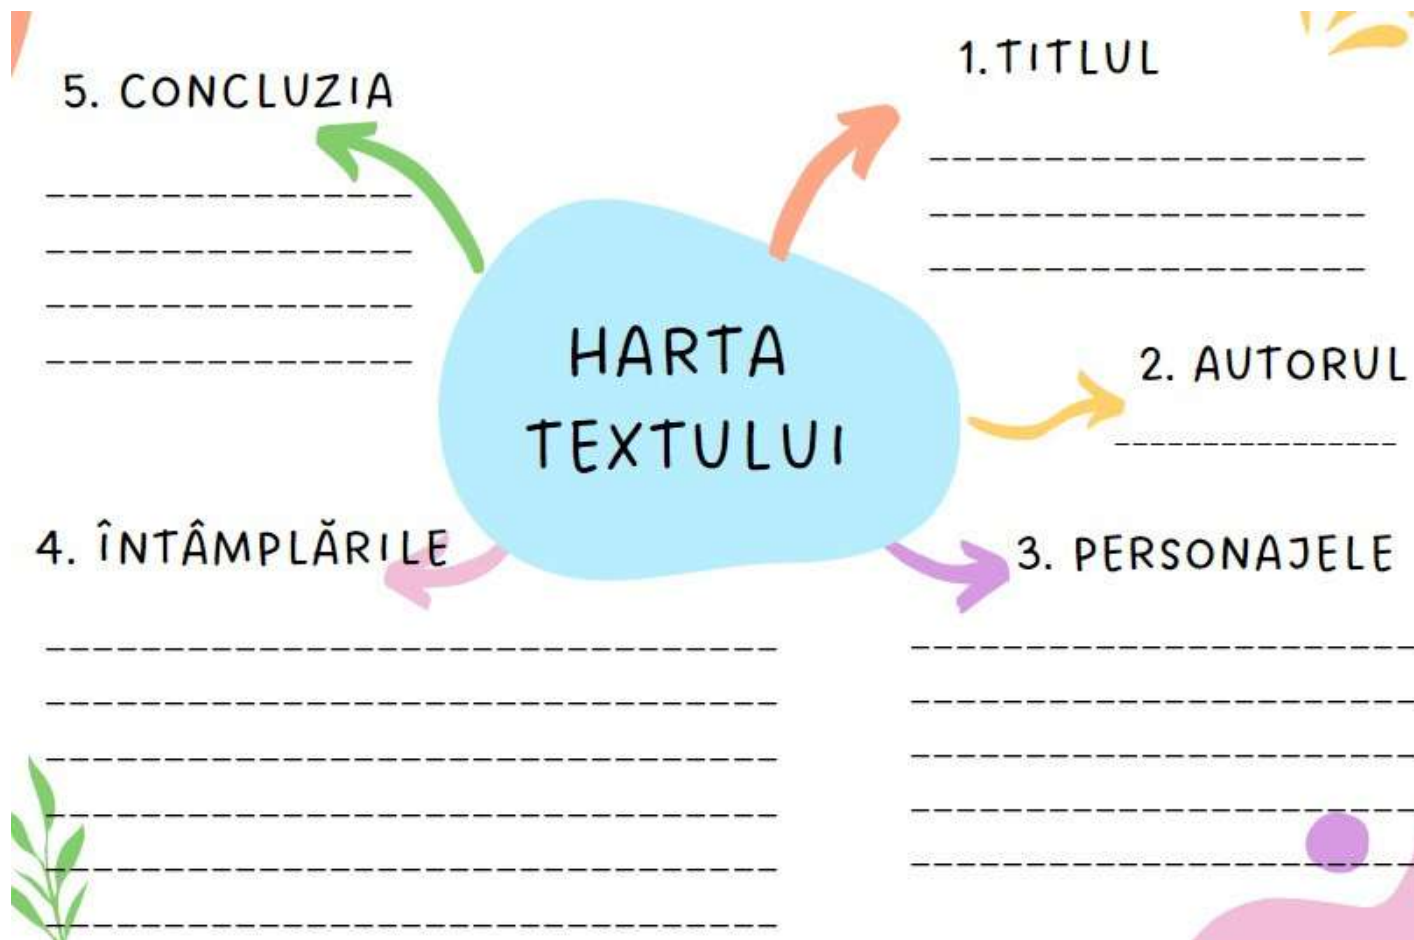 HARTA
TEXTULUI
1. TITLUL
2. AUTORUL
3. PERSONAJELE
4. ÎNTÂMPLĂRILE
5. CONCLUZIA